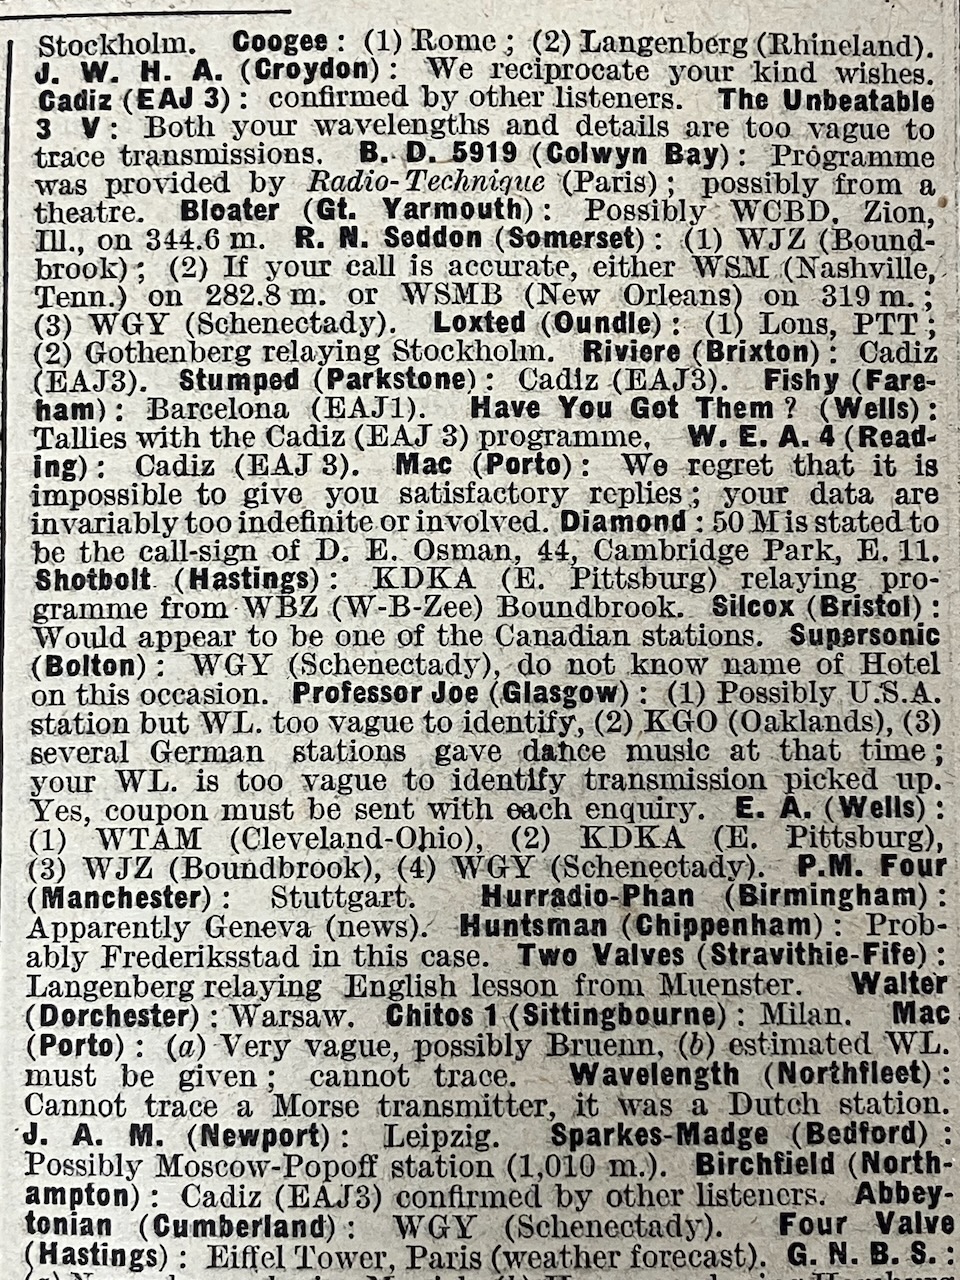 Stockholm. Cooges: (1) Rome; (2) Langenberg (Rhineland).
J. W. H. A. (Croydon): We reciprocate your kind wishes.
Cadiz (EAJ 3): confirmed by other listeners. The Unbeatable
3 V: Both your wavelengths and details are too vague to
trace transmissions. B. D. 5919 (Colwyn Bay): Programme
was provided by Radio-Technique (Paris); possibly from a
theatre. Bloater (Gt. Yarmouth): Possibly WCBD, Zion,
Ill., on 344.6 m. R. N. Seddon (Somerset): (1) WJZ (Bound-
brook); (2) If your call is accurate, either WSM (Nashville,
Tenn.) on 282.8 m. or WSMB (New Orleans) on 319 m.;
(3) WGY (Schenectady). Loxted (Oundle): (1) Lons, PTT;
(2) Gothenberg relaying Stockholm. Riviere (Brixton): Cadiz
(EAJ3). Stumped (Parkstone): Cadiz (EAJ3). Fishy (Fare-
ham): Barcelona (EAJ1). Have You Got Them? (Wells):
Tallies with the Cadiz (EAJ 3) programme. W. E. A. 4 (Read-
ing): Cadiz (EAJ 3). Mac (Porto): We regret that it is
impossible to give you satisfactory replies; your data are
invariably too indefinite or involved. Diamond: 50 M is stated to
be the call-sign of D. E. Osman, 44, Cambridge Park, E. 11.
Shotbolt (Hastings): KDKA (E. Pittsburg) relaying pro-
gramme from WBZ (W-B-Zee) Boundbrook. Silcox (Bristol):
Would appear to be one of the Canadian stations. Supersonic
(Bolton): WGY (Schenectady), do not know name of Hotel
on this occasion. Professor Joe (Glasgow): (1) Possibly U.S.A.
station but WL. too vague to identify, (2) KGO (Oaklands), (3)
several German stations gave dance music at that time;
your WL. is too vague to identify transmission picked up.
Yes, coupon must be sent with each enquiry. E. A. (Wells):
(1) WTAM (Cleveland-Ohio), (2) KDKA (E. Pittsburg),
(3) WJZ (Boundbrook), (4) WGY (Schenectady). P.M. Four
(Manchester): Stuttgart. Hurradio-Phan (Birmingham):
Apparently Geneva (news). Huntsman (Chippenham): Prob-
ably Frederiksstad in this case. Two Valves (Stravithie-Fife):
Langenberg relaying English lesson from Muenster. Walter
(Dorchester): Warsaw. Chitos 1 (Sittingbourne): Milan. Mac
(Porto): (a) Very vague, possibly Bruenn, (b) estimated WL.
must be given; cannot trace. Wavelength (Northfleet):
Cannot trace a Morse transmitter, it was a Dutch station.
J. A. M. (Newport): Leipzig. Sparkes-Madge (Bedford):
Possibly Moscow-Popoff station (1,010 m.). Birchfield (North-
ampton): Cadiz (EAJ3) confirmed by other listeners. Abbey-
tonian (Cumberland): WGY (Schenectady). Four Valve
(Hastings): Eiffel Tower, Paris (weather forecast). G. N. B. S.: